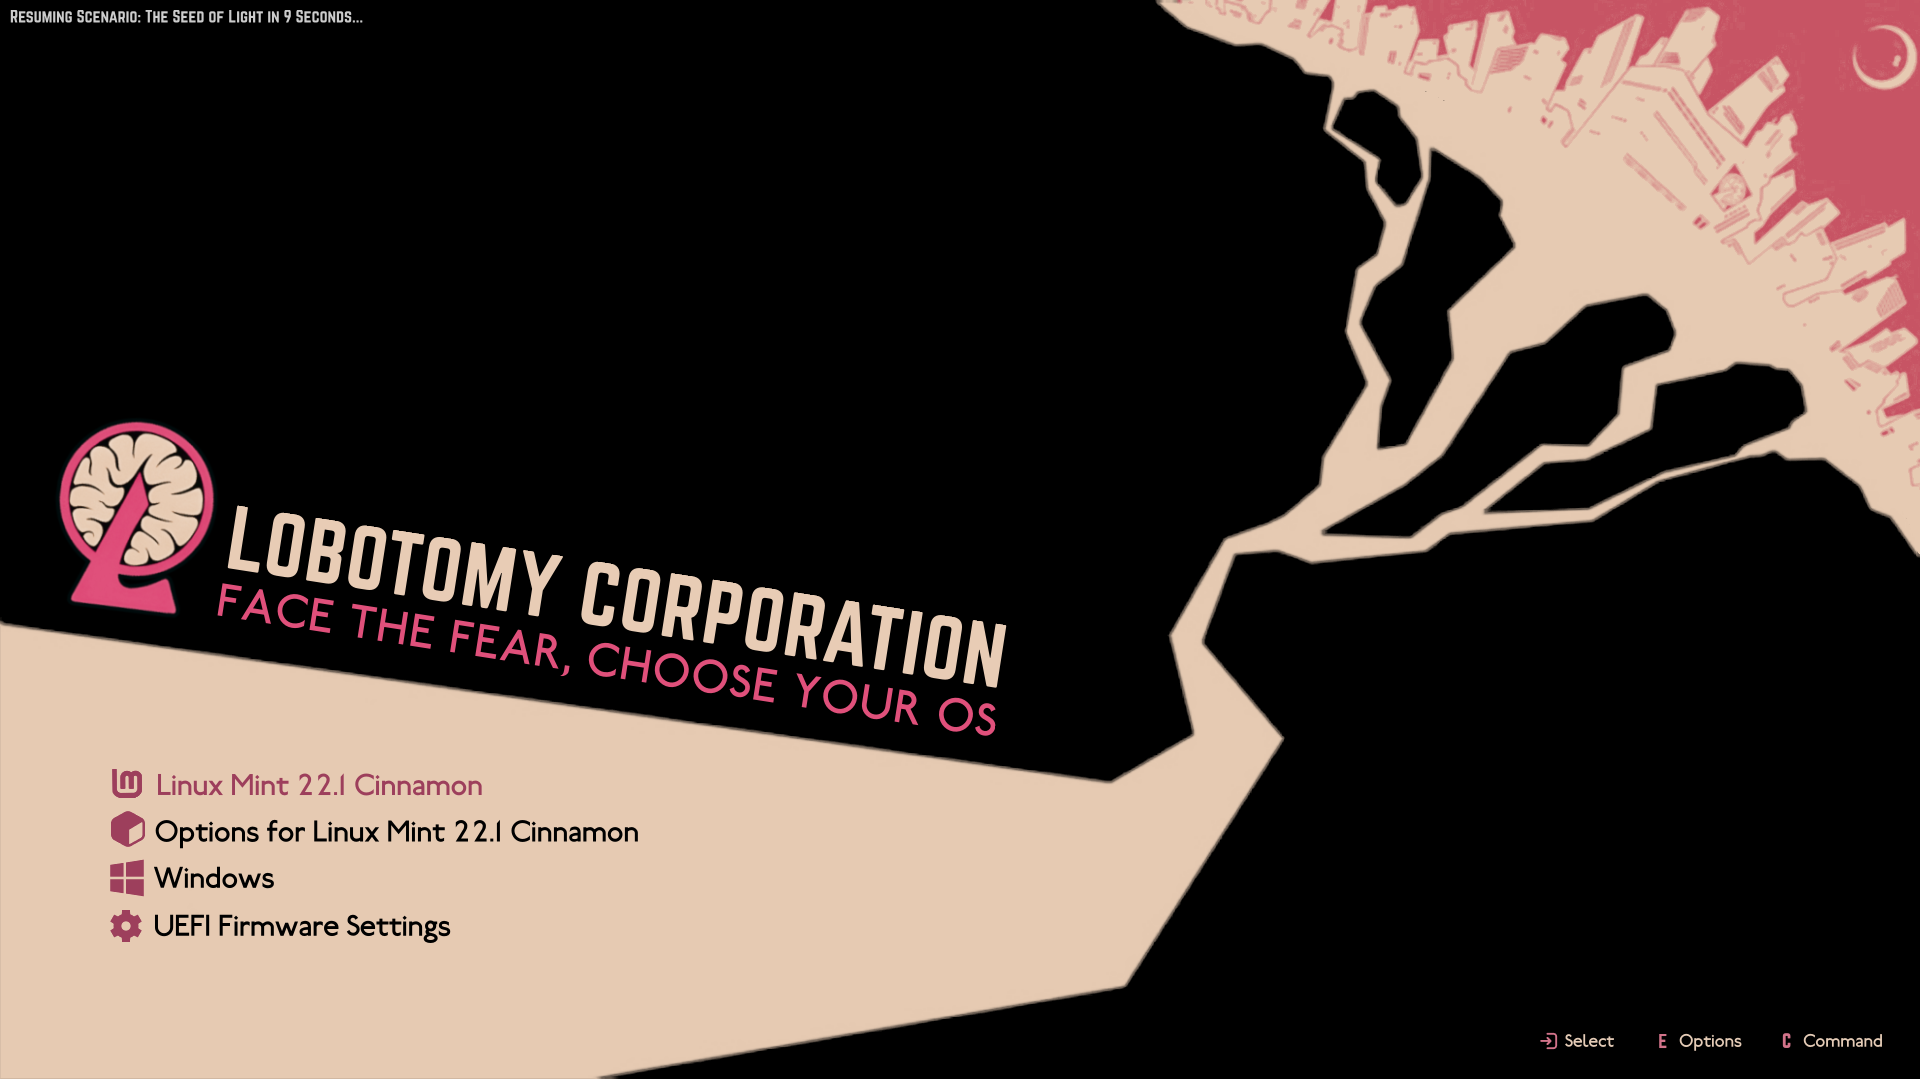 Resuming Scenario: The Seed of Light in 9 Seconds...
LOBOTOMY CORPORATION
FACE THE FEAR, CHOOSE YOUR OS
Linux Mint 22.1 Cinnamon
Options for Linux Mint 22.1 Cinnamon
Windows
UEFI Firmware Settings
Select E Options C Command